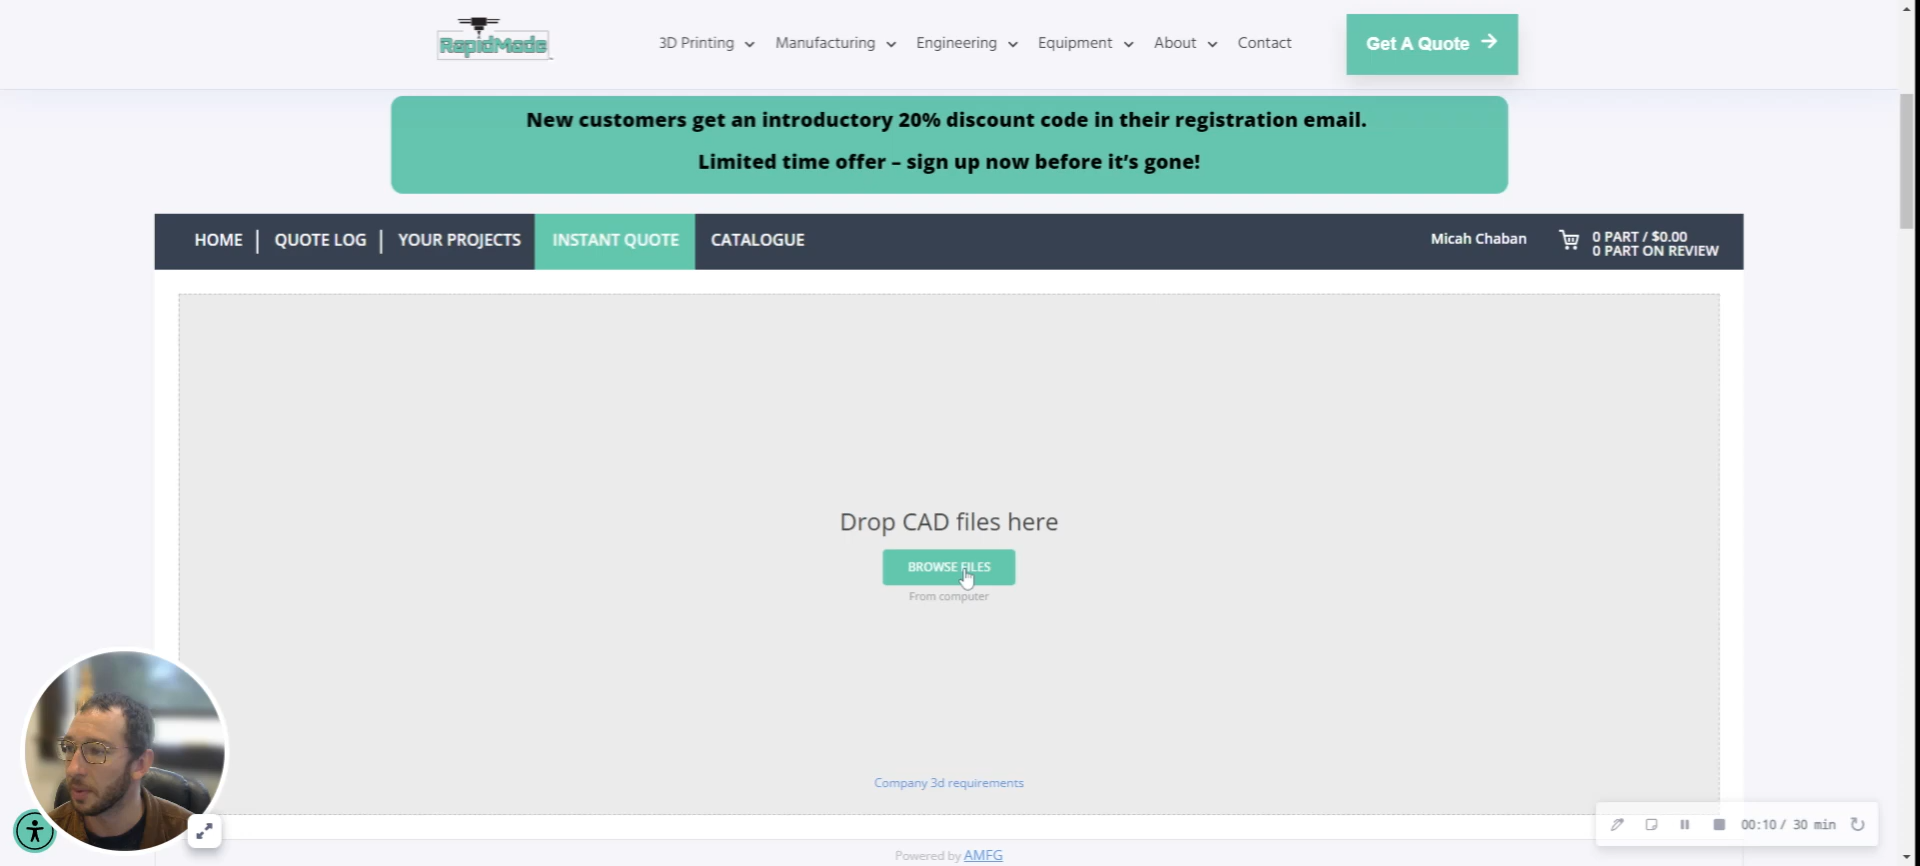 RapidMade
3D Printing
Manufacturing
Engineering
Equipment
About
Contact
Get A Quote
New customers get an introductory 20% discount code in their registration email.
Limited time offer – sign up now before it's gone!
HOME
QUOTE LOG
YOUR PROJECTS
INSTANT QUOTE
CATALOGUE
Micah Chaban
0 PART / $0.00
0 PART ON REVIEW
Drop CAD files here
BROWSE FILES
From computer
Company 3d requirements
00:10 / 30 min
Powered by AMFG